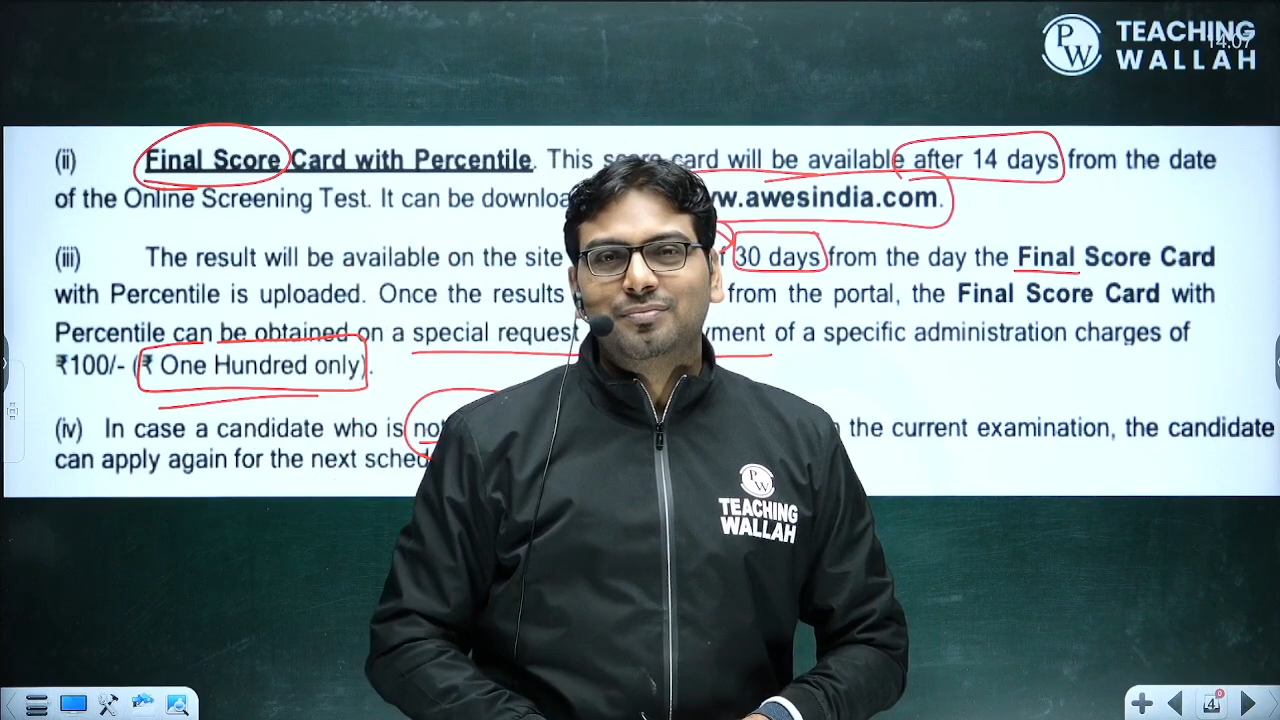 PW TEACHING WALLAH
14:07
(ii) Final Score Card with Percentile. This score card will be available after 14 days from the date
of the Online Screening Test. It can be www.awesindia.com.
(iii) The result will be available on the site 30 days from the day the Final Score Card
with Percentile is uploaded. Once the results from the portal, the Final Score Card with
Percentile can be obtained on a special request of a specific administration charges of
₹100/- (₹ One Hundred only).
(iv) In case a candidate who is the current examination, the candidate
can apply again for the next
PW
TEACHING
WALLAH
4
0